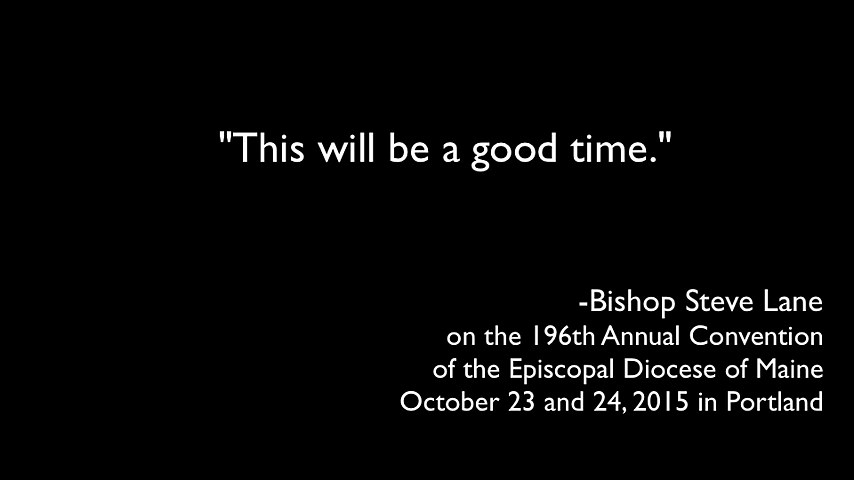 "This will be a good time."
-Bishop Steve Lane
on the 196th Annual Convention
of the Episcopal Diocese of Maine
October 23 and 24, 2015 in Portland